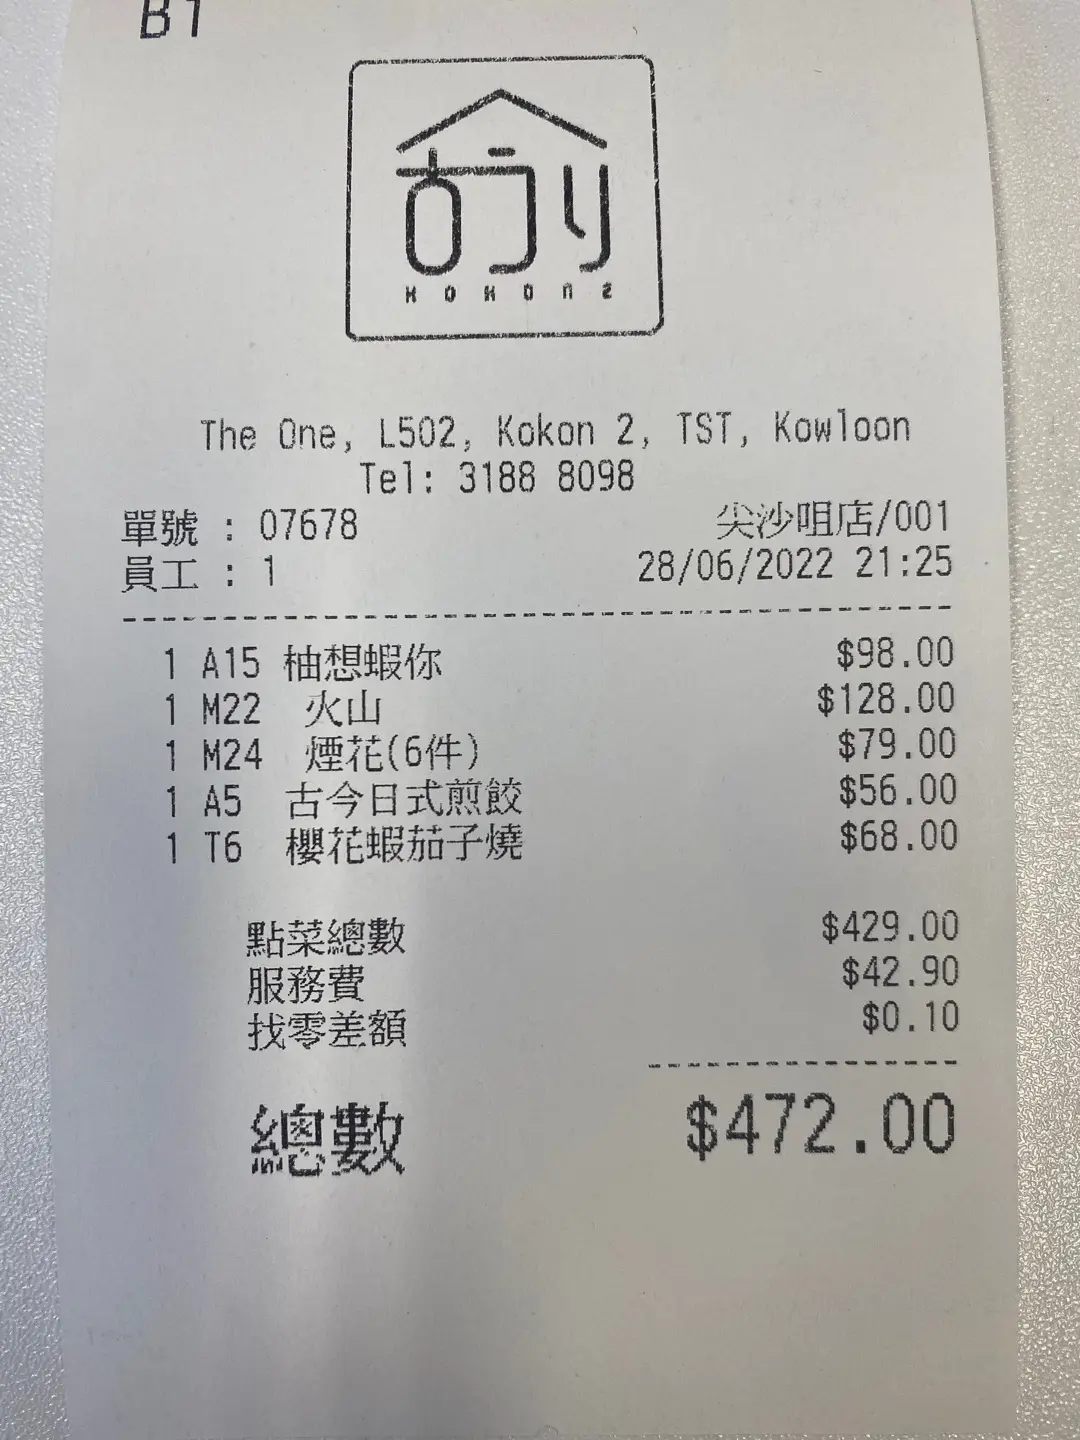 B1
古今り
KOKON2
The One, L502, Kokon 2, TST, Kowloon
Tel: 3188 8098
單號 : 07678 尖沙咀店/001
員工 : 1 28/06/2022 21:25
1 A15 柚想蝦你 $98.00
1 M22 火山 $128.00
1 M24 煙花(6件) $79.00
1 A5 古今日式煎餃 $56.00
1 T6 櫻花蝦茄子燒 $68.00
點菜總數 $429.00
服務費 $42.90
找零差額 $0.10
總數 $472.00